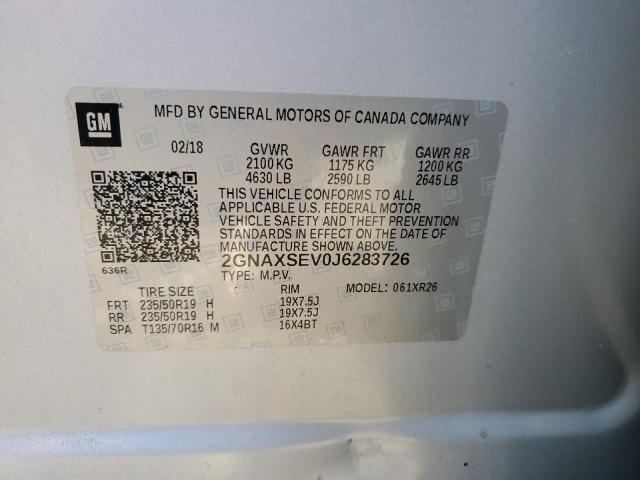 GM
MFD BY GENERAL MOTORS OF CANADA COMPANY
02/18 GVWR GAWR FRT GAWR RR
2100 KG 1175 KG 1200 KG
4630 LB 2590 LB 2645 LB
THIS VEHICLE CONFORMS TO ALL
APPLICABLE U.S. FEDERAL MOTOR
VEHICLE SAFETY AND THEFT PREVENTION
STANDARDS IN EFFECT ON THE DATE OF
MANUFACTURE SHOWN ABOVE.
636R
2GNAXSEV0J6283726
TYPE: M.P.V.
TIRE SIZE RIM MODEL: 061XR26
FRT 235/50R19 H 19X7.5J
RR 235/50R19 H 19X7.5J
SPA T135/70R16 M 16X4BT